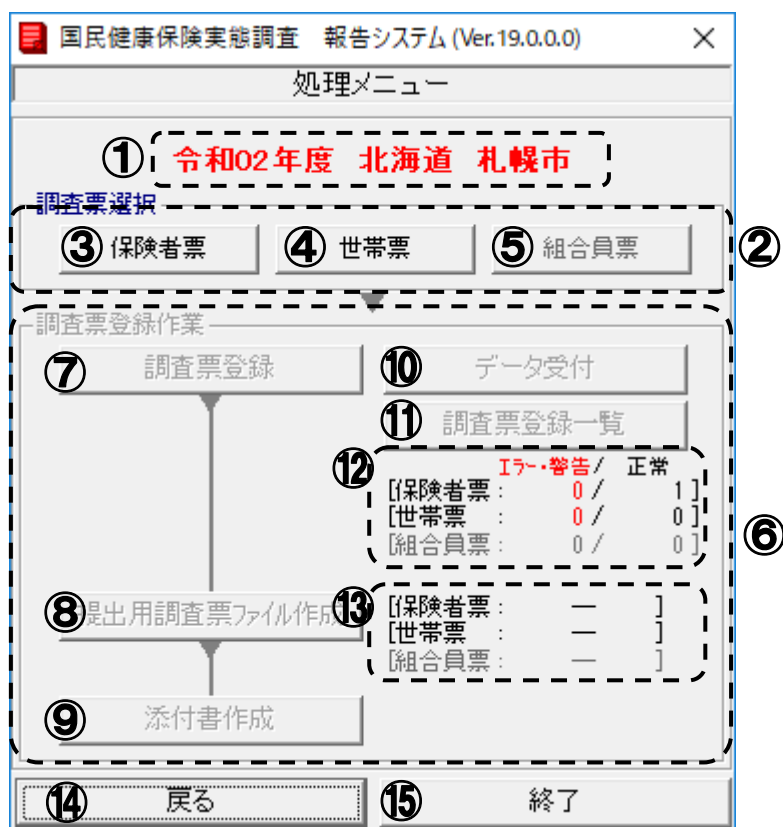 国民健康保険実態調査 報告システム (Ver.19.0.0.0)
処理メニュー
① 令和02年度 北海道 札幌市
調査票選択
③ 保険者票 ④ 世帯票 ⑤ 組合員票 ②
調査票登録作業
⑦ 調査票登録 ⑩ データ受付
⑪ 調査票登録一覧
⑫ エラー・警告/ 正常
[保険者票: 0/ 1]
[世帯票 : 0/ 0]
[組合員票: 0/ 0]
⑥
⑧ 提出用調査票ファイル作成 ⑬ [保険者票: ― ]
[世帯票 : ― ]
[組合員票: ― ]
⑨ 添付書作成
⑭ 戻る ⑮ 終了